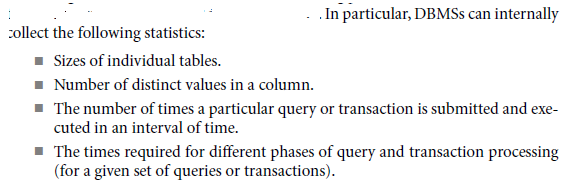 . In particular, DBMSs can internally
collect the following statistics:
■ Sizes of individual tables.
■ Number of distinct values in a column.
■ The number of times a particular query or transaction is submitted and exe-
cuted in an interval of time.
■ The times required for different phases of query and transaction processing
(for a given set of queries or transactions).